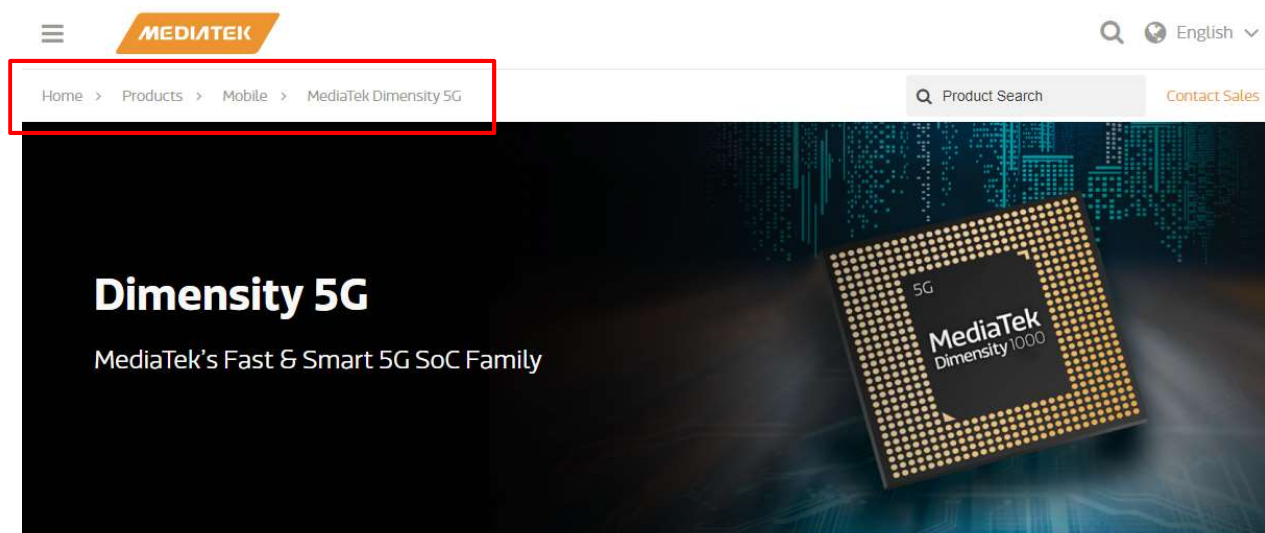 MEDIATEK
English
Home > Products > Mobile > MediaTek Dimensity 5G
Product Search
Contact Sales
Dimensity 5G
MediaTek's Fast & Smart 5G SoC Family
5G
MediaTek
Dimensity 1000